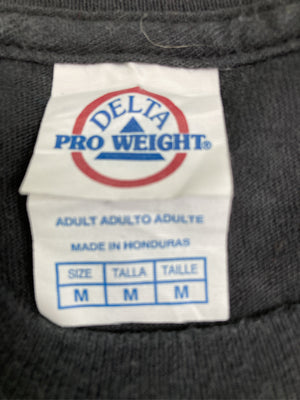 DELTA
PRO WEIGHT®
ADULT ADULTO ADULTE
MADE IN HONDURAS
SIZE TALLA TAILLE
M M M